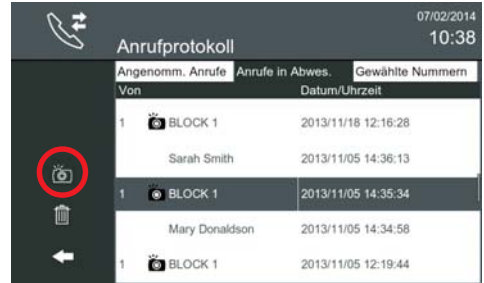 07/02/2014
10:38
Anrufprotokoll
Angenomm. Anrufe Anrufe in Abwes. Gewählte Nummern
Von Datum/Uhrzeit
1 BLOCK 1 2013/11/18 12:16:28
Sarah Smith 2013/11/05 14:36:13
1 BLOCK 1 2013/11/05 14:35:34
Mary Donaldson 2013/11/05 14:34:58
1 BLOCK 1 2013/11/05 12:19:44